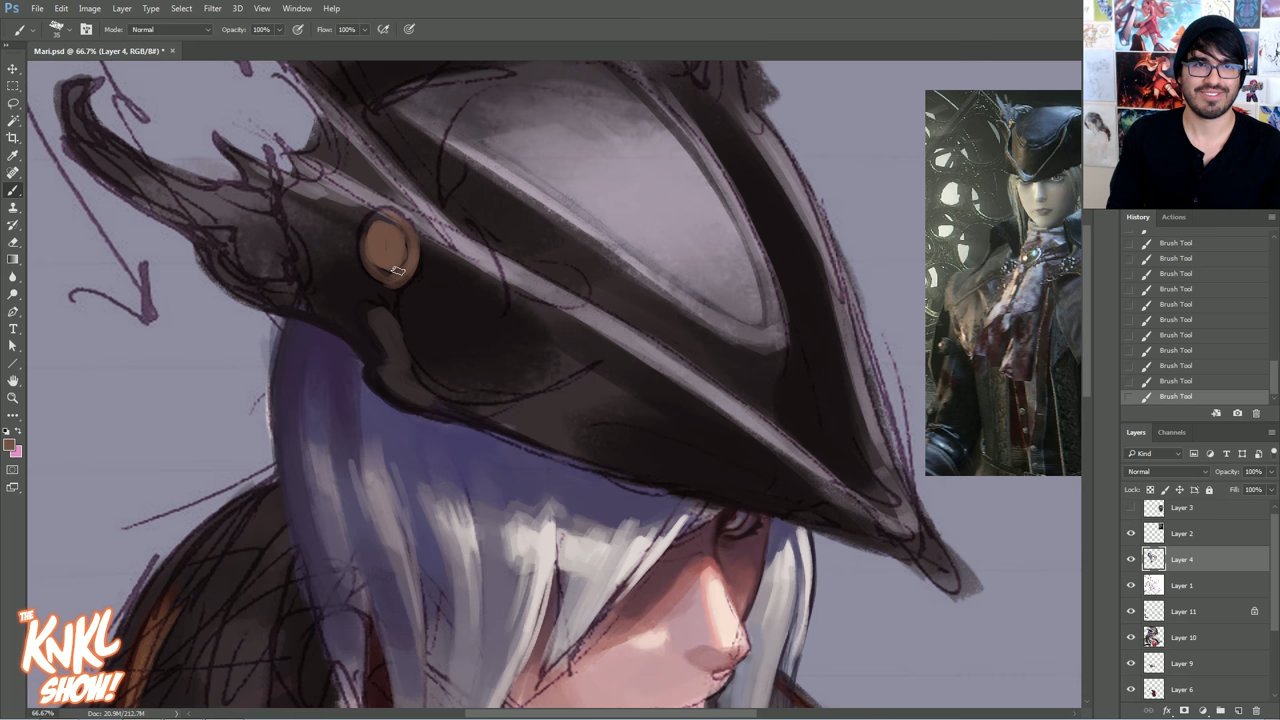 Ps File Edit Image Layer Type Select Filter 3D View Window Help
35 Mode: Normal Opacity: 100% Flow: 100%
Mari.psd @ 66.7% (Layer 4, RGB/8#) * ×
History Actions
Brush Tool
Brush Tool
Brush Tool
Brush Tool
Brush Tool
Brush Tool
Brush Tool
Brush Tool
Brush Tool
Brush Tool
Brush Tool
Layers Channels
Kind
Normal Opacity: 100%
Lock: Fill: 100%
Layer 3
Layer 2
Layer 4
Layer 1
Layer 11
Layer 10
Layer 9
Layer 6
fx
THE
KNKL
SHOW!
66.67% Doc: 20.9M/212.7M